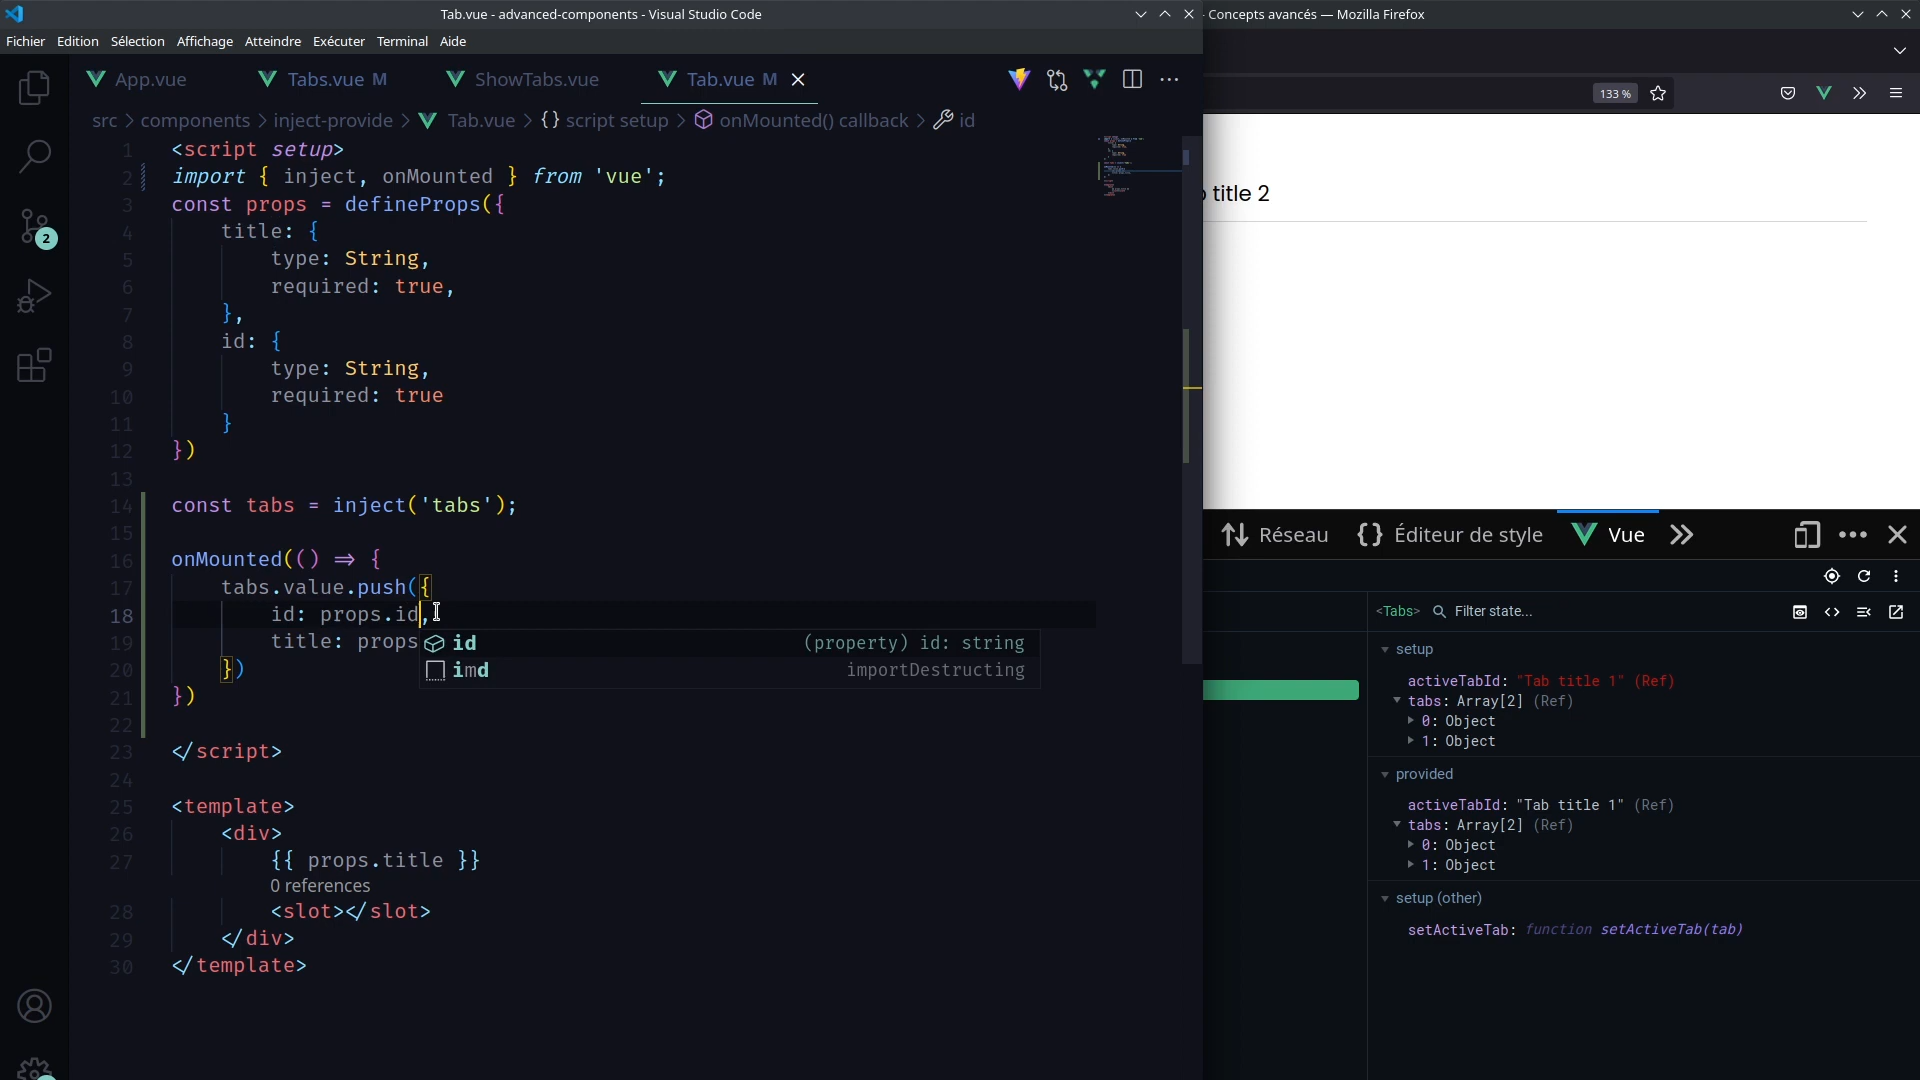 Tab.vue - advanced-components - Visual Studio Code
Concepts avancés — Mozilla Firefox
Fichier Edition Sélection Affichage Atteindre Exécuter Terminal Aide
App.vue Tabs.vue M ShowTabs.vue Tab.vue M
133 %
src > components > inject-provide > Tab.vue > {} script setup > onMounted() callback > id
1 <script setup>
2 import { inject, onMounted } from 'vue';
3 const props = defineProps({
4 title: {
5 type: String,
6 required: true,
7 },
8 id: {
9 type: String,
10 required: true
11 }
12 })
13
14 const tabs = inject('tabs');
15
16 onMounted(() => {
17 tabs.value.push({
18 id: props.id,
19 title: props
20 })
21 })
22
23 </script>
24
25 <template>
26 <div>
27 {{ props.title }}
0 references
28 <slot></slot>
29 </div>
30 </template>
id (property) id: string
imd importDestructing
2
title 2
Réseau {} Éditeur de style Vue
<Tabs> Filter state...
setup
activeTabId: "Tab title 1" (Ref)
tabs: Array[2] (Ref)
0: Object
1: Object
provided
activeTabId: "Tab title 1" (Ref)
tabs: Array[2] (Ref)
0: Object
1: Object
setup (other)
setActiveTab: function setActiveTab(tab)